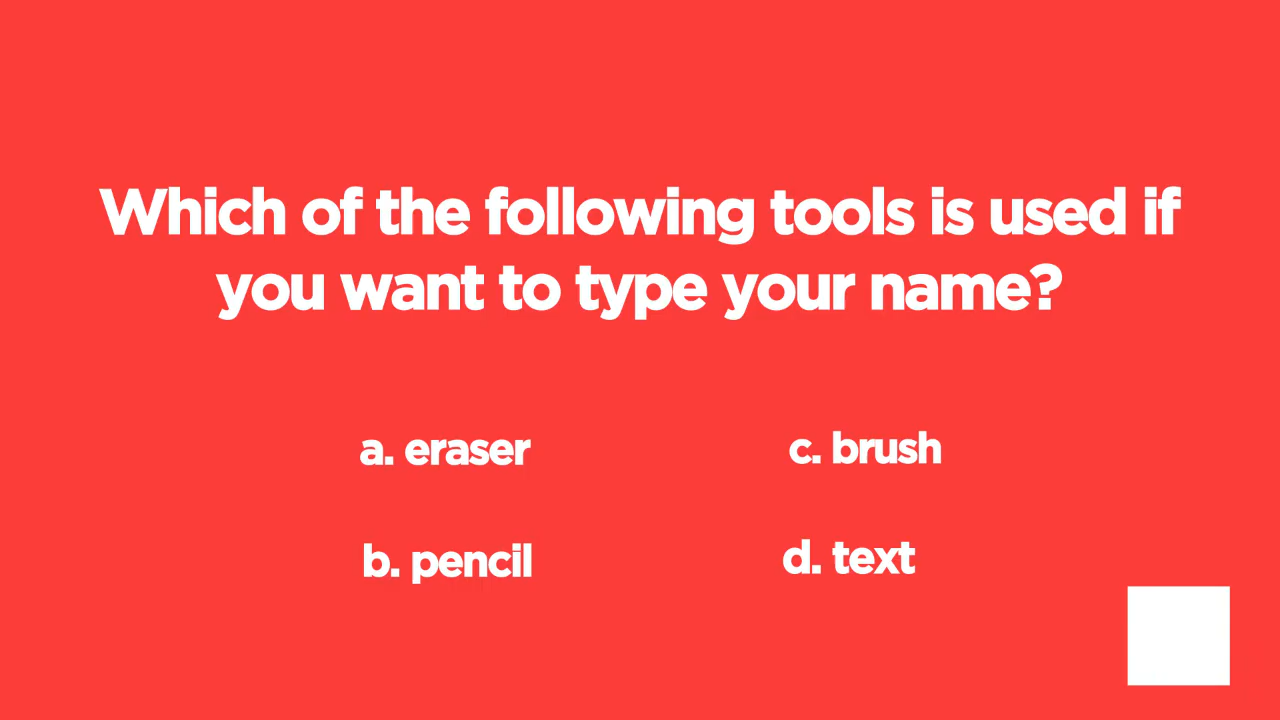 Which of the following tools is used if
you want to type your name?
a. eraser
b. pencil
c. brush
d. text